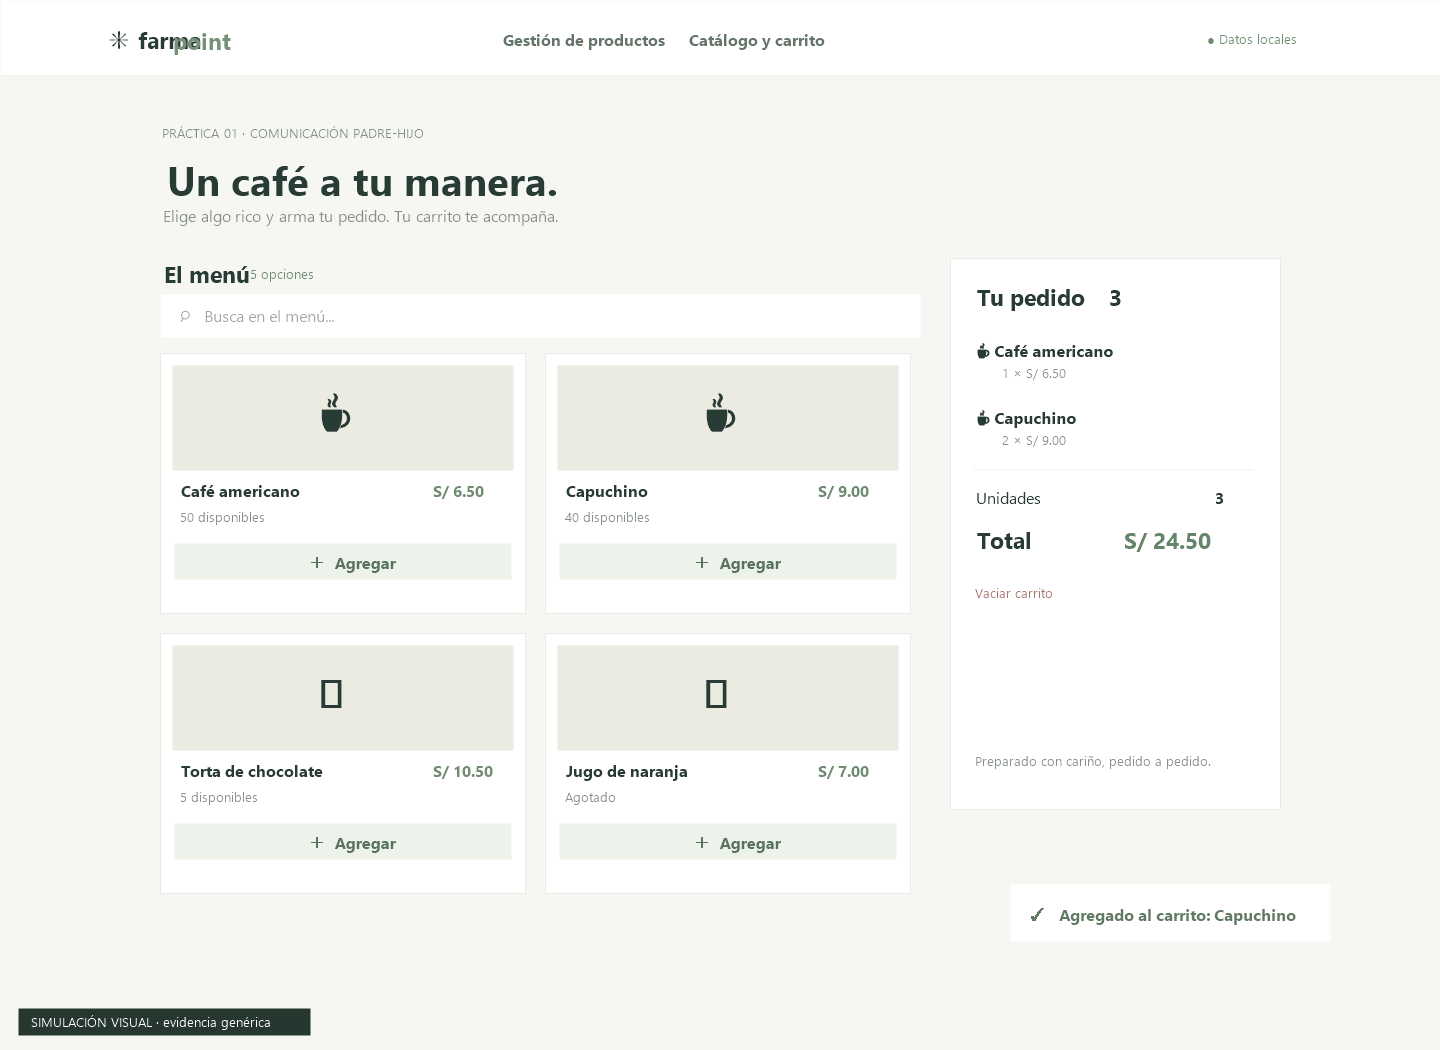 farmapoint
Gestión de productos
Catálogo y carrito
● Datos locales
PRÁCTICA 01 · COMUNICACIÓN PADRE-HIJO
Un café a tu manera.
Elige algo rico y arma tu pedido. Tu carrito te acompaña.
El menú 5 opciones
Busca en el menú...
Café americano S/ 6.50
50 disponibles
+ Agregar
Capuchino S/ 9.00
40 disponibles
+ Agregar
Torta de chocolate S/ 10.50
5 disponibles
+ Agregar
Jugo de naranja S/ 7.00
Agotado
+ Agregar
Tu pedido 3
Café americano
1 × S/ 6.50
Capuchino
2 × S/ 9.00
Unidades 3
Total S/ 24.50
Vaciar carrito
Preparado con cariño, pedido a pedido.
✓ Agregado al carrito: Capuchino
SIMULACIÓN VISUAL · evidencia genérica